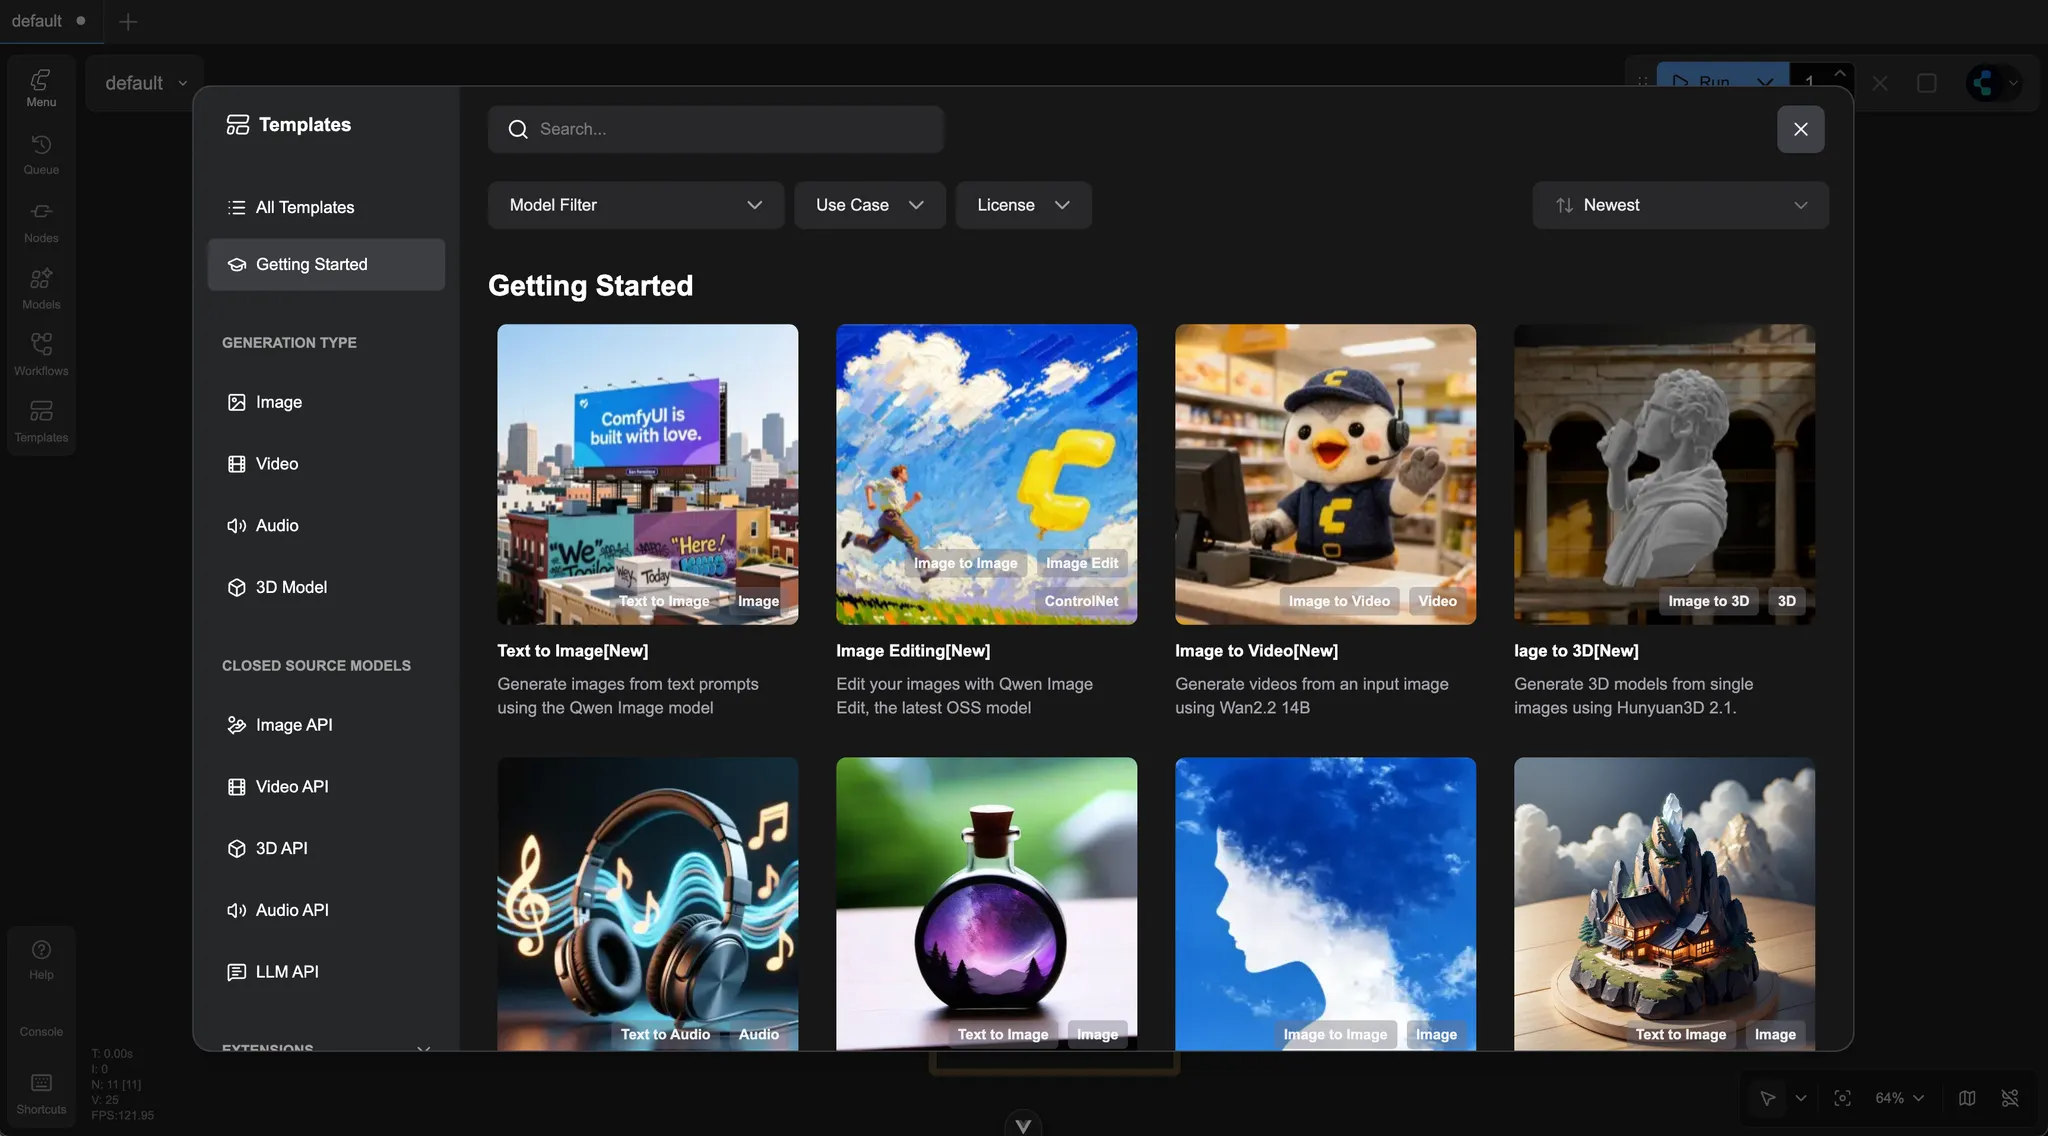 default
default
Run
1
Menu
Queue
Nodes
Models
Workflows
Templates
Help
Console
Shortcuts
T: 0.00s
I: 0
N: 11 [11]
V: 25
FPS:121.95
Templates
All Templates
Getting Started
GENERATION TYPE
Image
Video
Audio
3D Model
CLOSED SOURCE MODELS
Image API
Video API
3D API
Audio API
LLM API
EXTENSIONS
Search...
Model Filter
Use Case
License
Newest
Getting Started
ComfyUI is
built with love.
"We"
"Here!
Hey
Today
Text to Image
Image
Text to Image[New]
Generate images from text prompts
using the Qwen Image model
Image to Image
Image Edit
ControlNet
Image Editing[New]
Edit your images with Qwen Image
Edit, the latest OSS model
Image to Video
Video
Image to Video[New]
Generate videos from an input image
using Wan2.2 14B
Image to 3D
3D
Iage to 3D[New]
Generate 3D models from single
images using Hunyuan3D 2.1.
Text to Audio
Audio
Text to Image
Image
Image to Image
Image
Text to Image
Image
64%